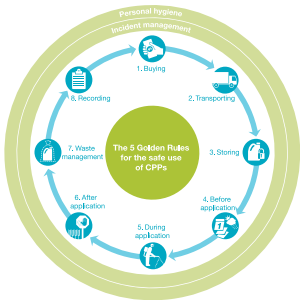 Personal hygiene
Incident management
1. Buying
2. Transporting
3. Storing
4. Before
application
5. During
application
6. After
application
7. Waste
management
8. Recording
The 5 Golden Rules
for the safe use
of CPPs